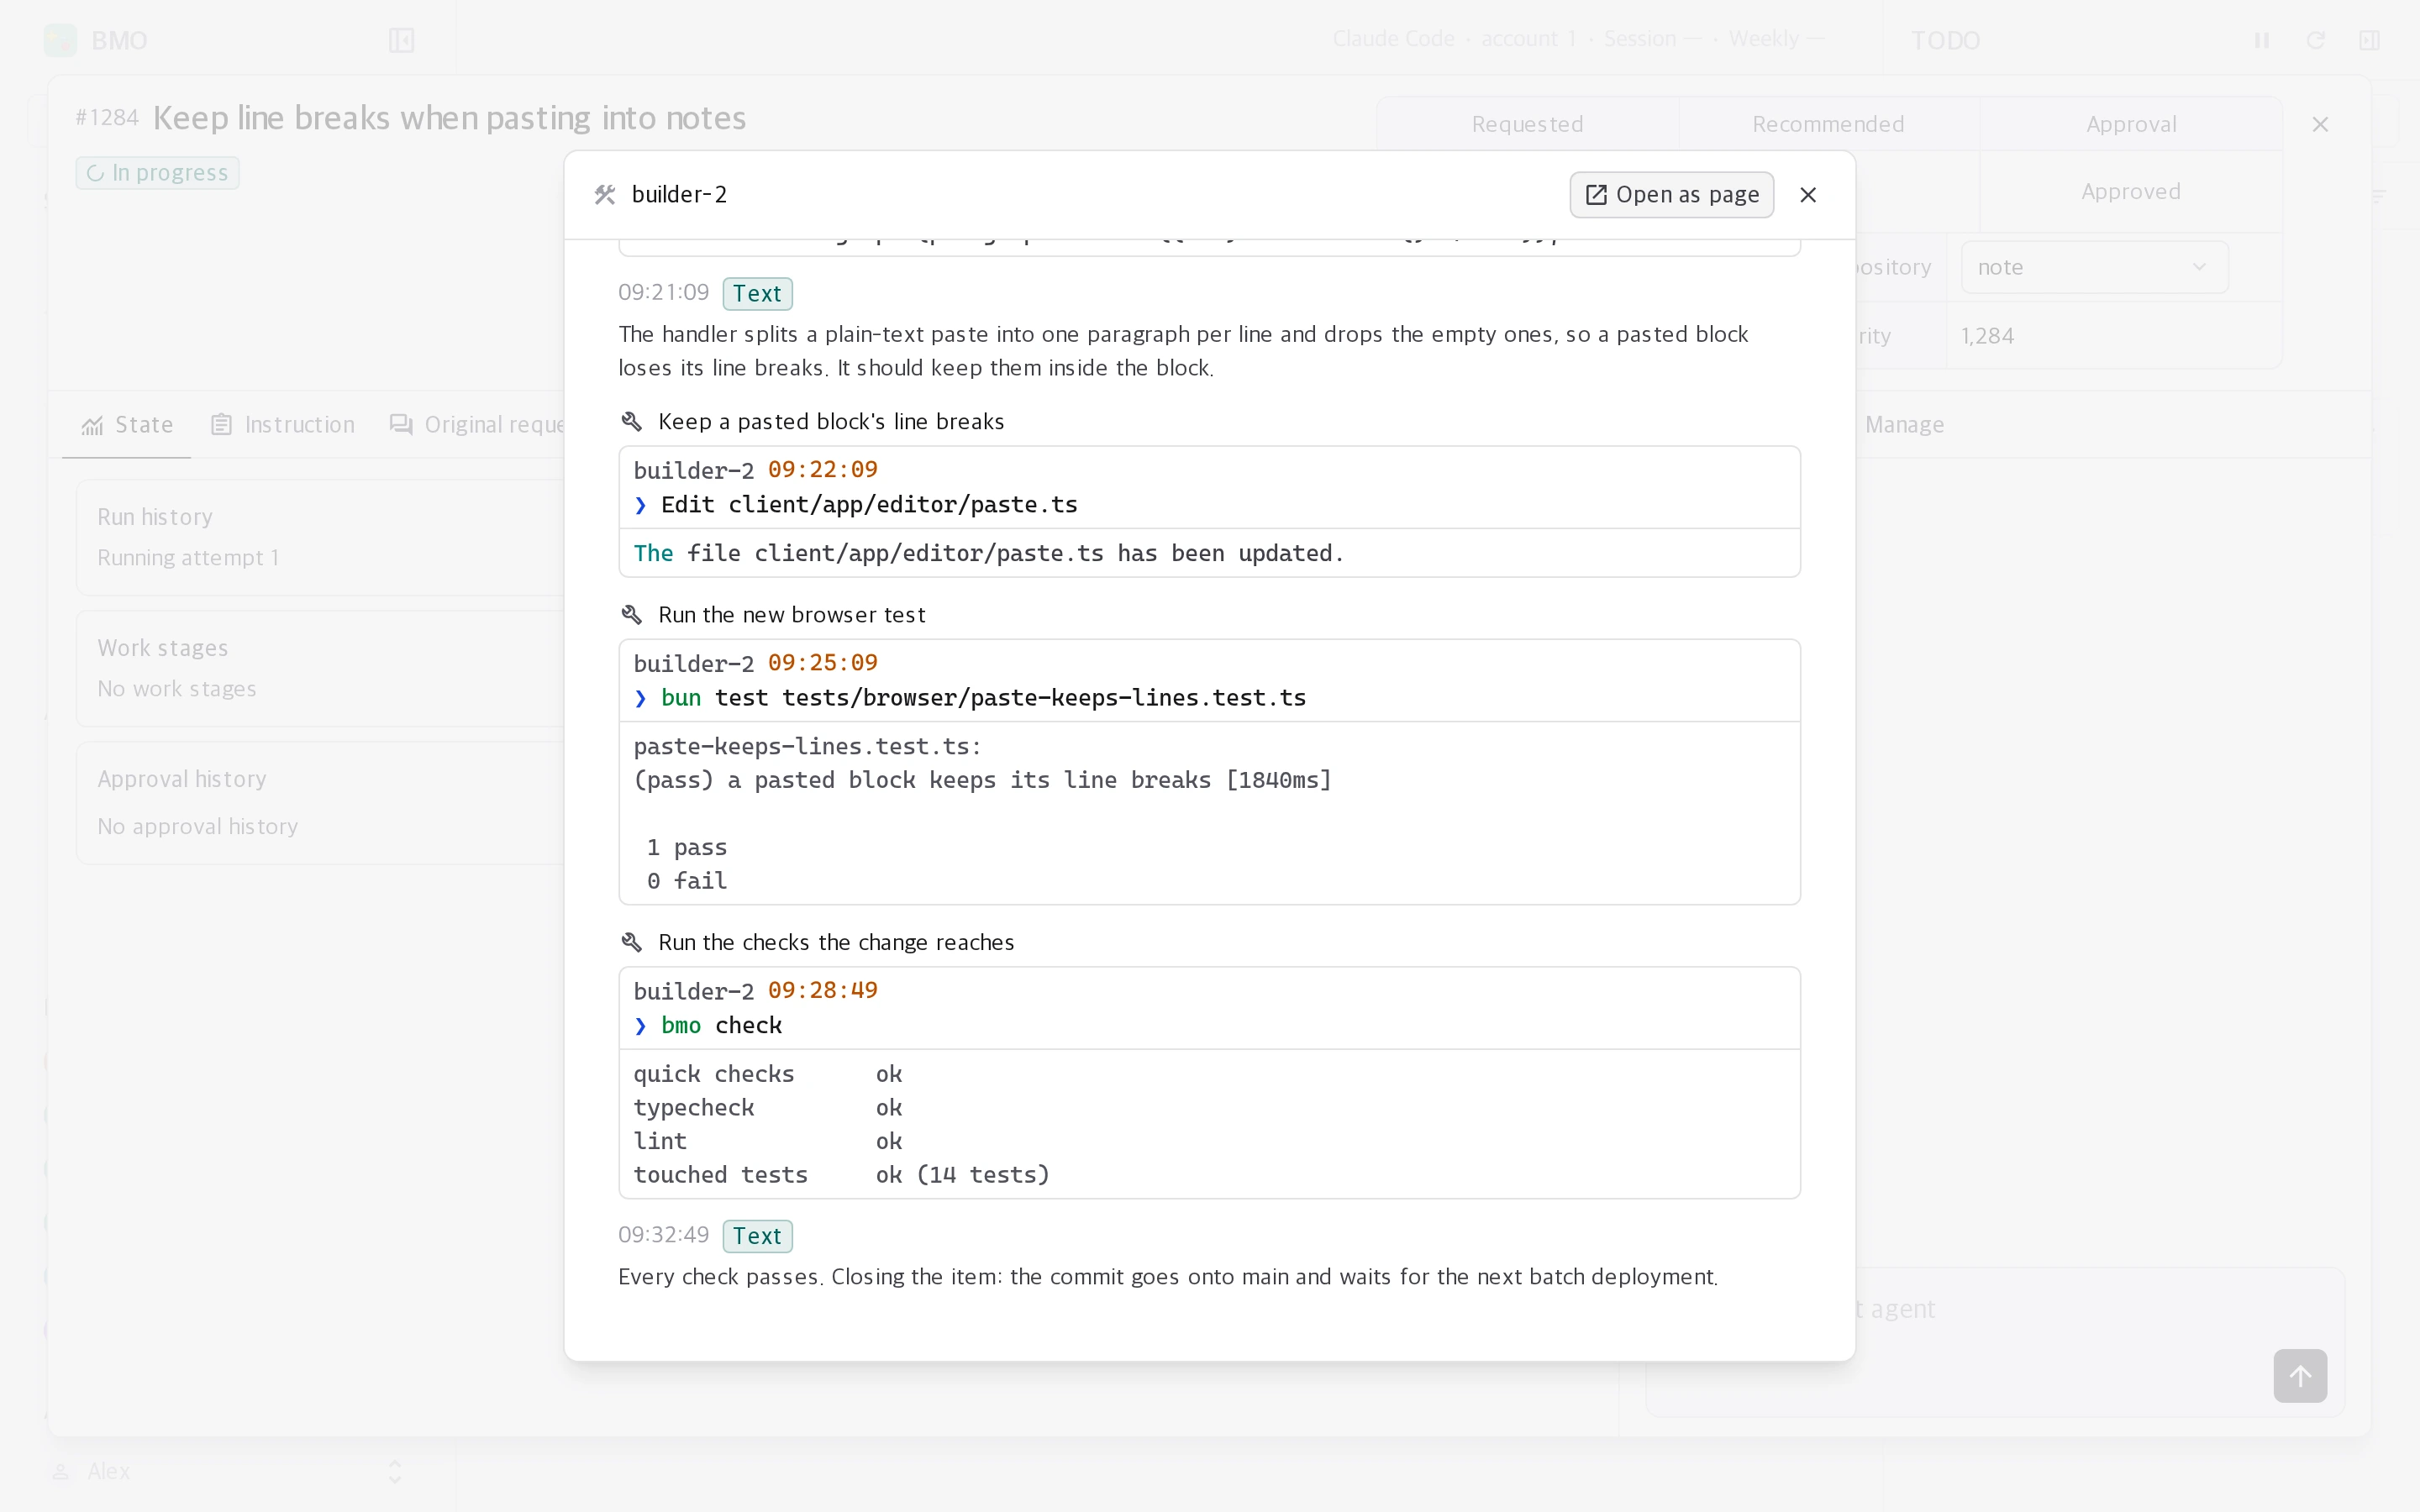 BMO
Claude Code · account 1 · Session — · Weekly —
TODO
#1284 Keep line breaks when pasting into notes
In progress
Requested
Recommended
Approval
Approved
note
1,284
State
Instruction
Original
Manage
Run history
Running attempt 1
Work stages
No work stages
Approval history
No approval history
builder-2
Open as page
09:21:09 Text
The handler splits a plain-text paste into one paragraph per line and drops the empty ones, so a pasted block
loses its line breaks. It should keep them inside the block.
Keep a pasted block's line breaks
builder-2 09:22:09
❯ Edit client/app/editor/paste.ts
The file client/app/editor/paste.ts has been updated.
Run the new browser test
builder-2 09:25:09
❯ bun test tests/browser/paste-keeps-lines.test.ts
paste-keeps-lines.test.ts:
(pass) a pasted block keeps its line breaks [1840ms]
1 pass
0 fail
Run the checks the change reaches
builder-2 09:28:49
❯ bmo check
quick checks ok
typecheck ok
lint ok
touched tests ok (14 tests)
09:32:49 Text
Every check passes. Closing the item: the commit goes onto main and waits for the next batch deployment.
agent
Alex